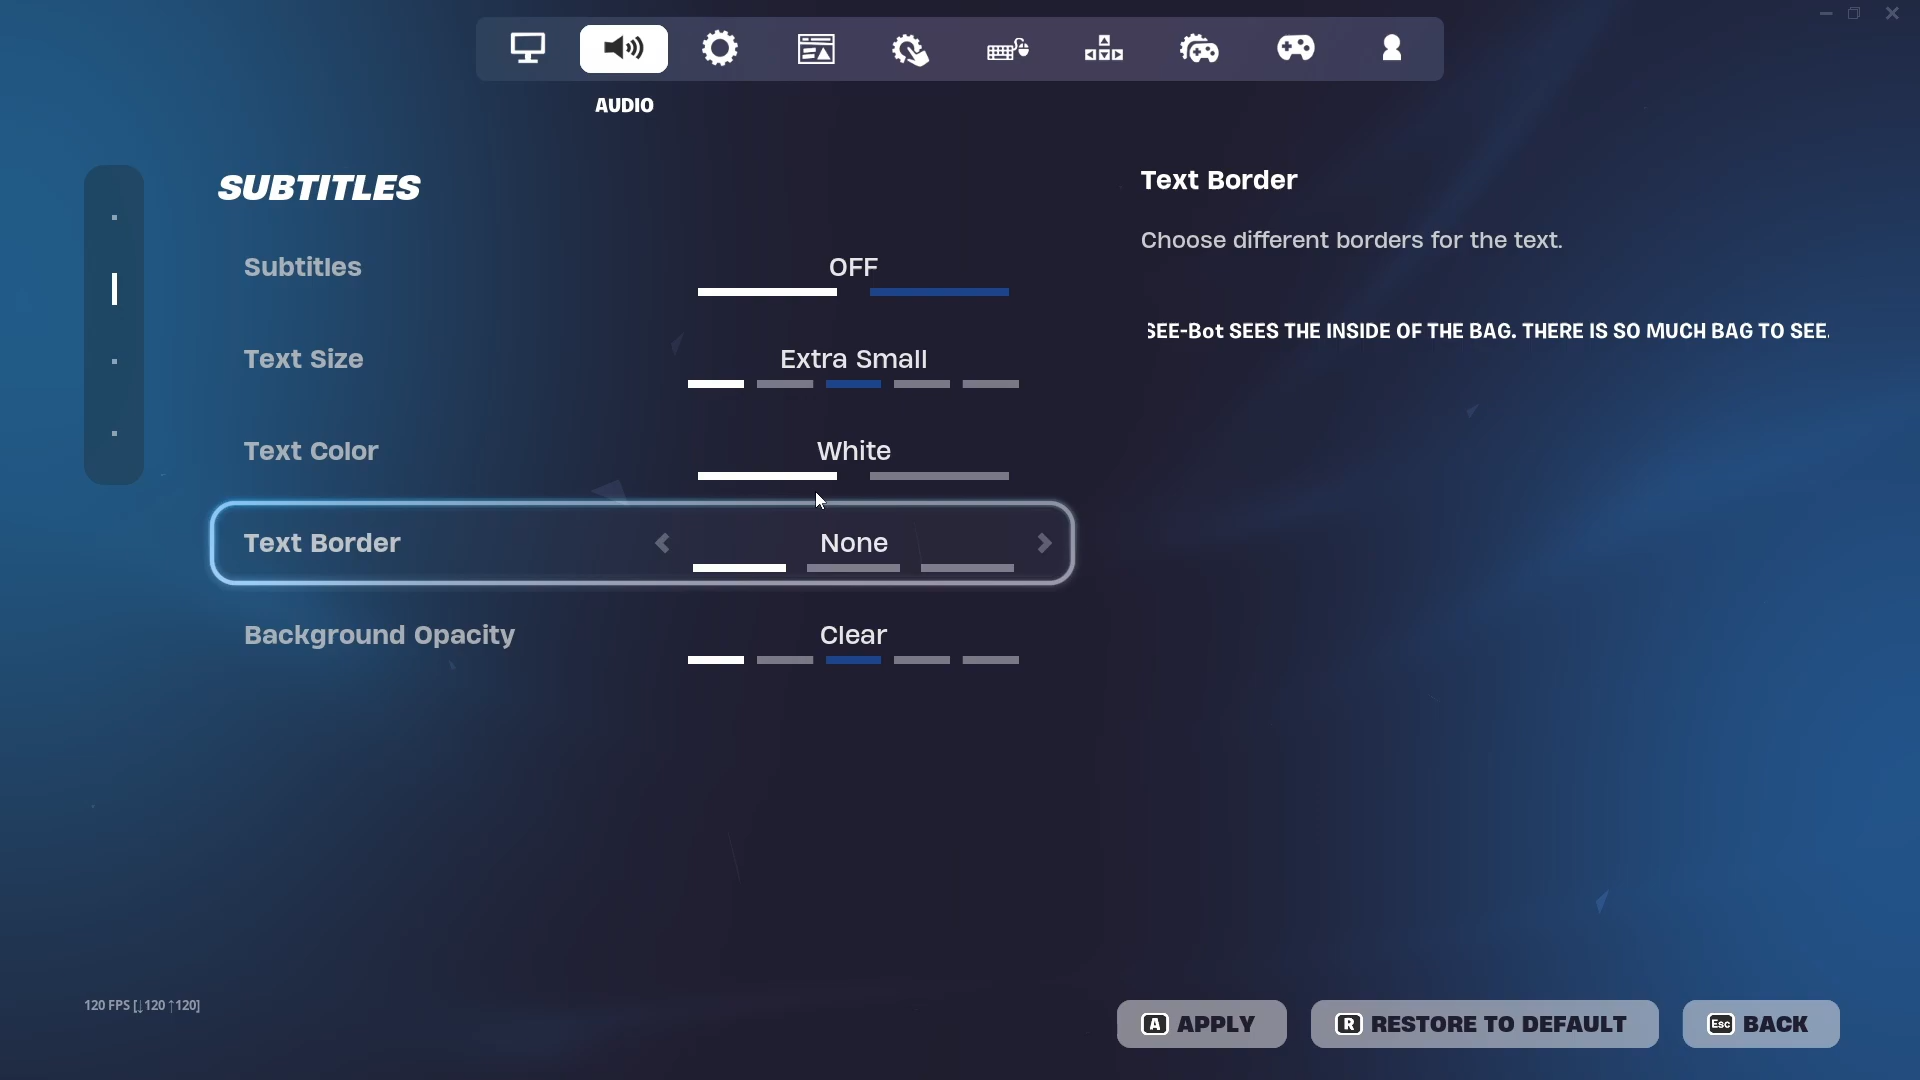 AUDIO
SUBTITLES
Subtitles
OFF
Text Size
Extra Small
Text Color
White
Text Border
None
Background Opacity
Clear
Text Border
Choose different borders for the text.
SEE-Bot SEES THE INSIDE OF THE BAG. THERE IS SO MUCH BAG TO SEE.
120 FPS [↓120 ↑120]
A APPLY
R RESTORE TO DEFAULT
Esc BACK